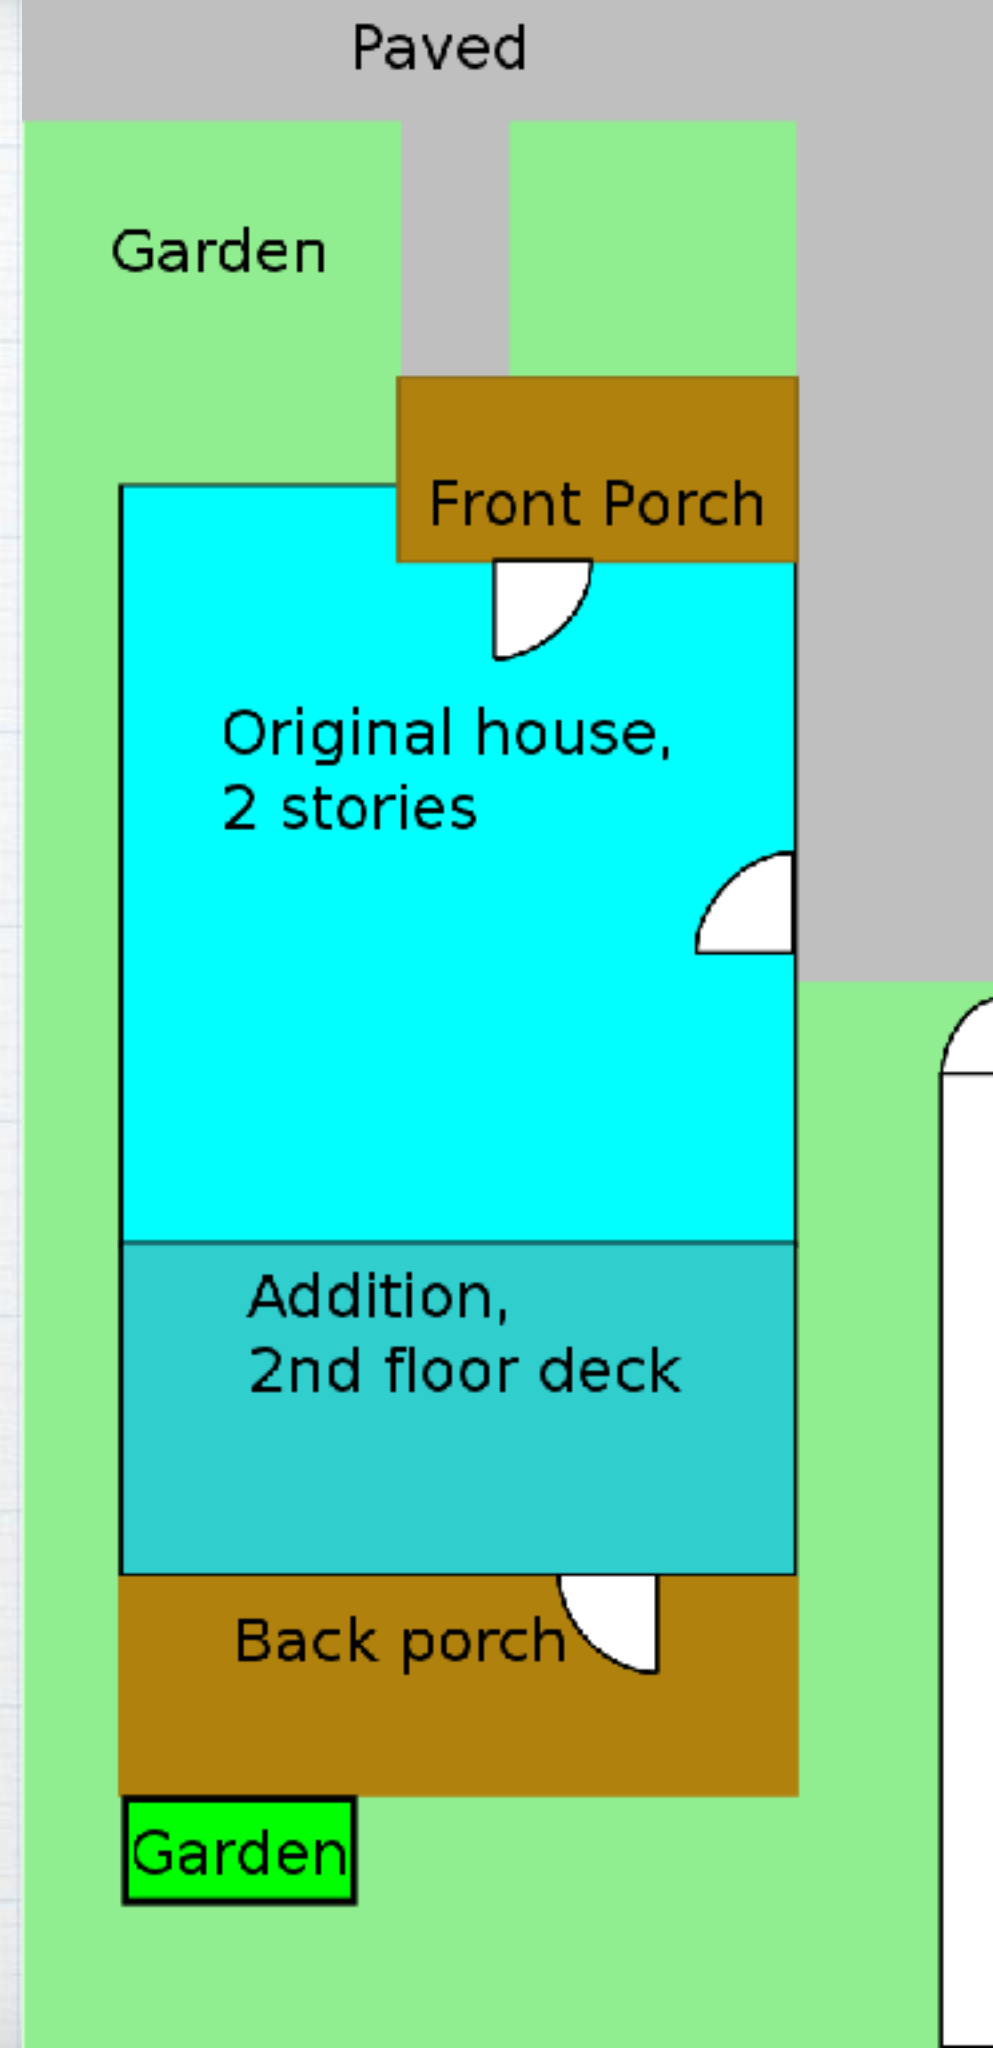 Paved
Garden
Front Porch
Original house,
2 stories
Addition,
2nd floor deck
Back porch
Garden